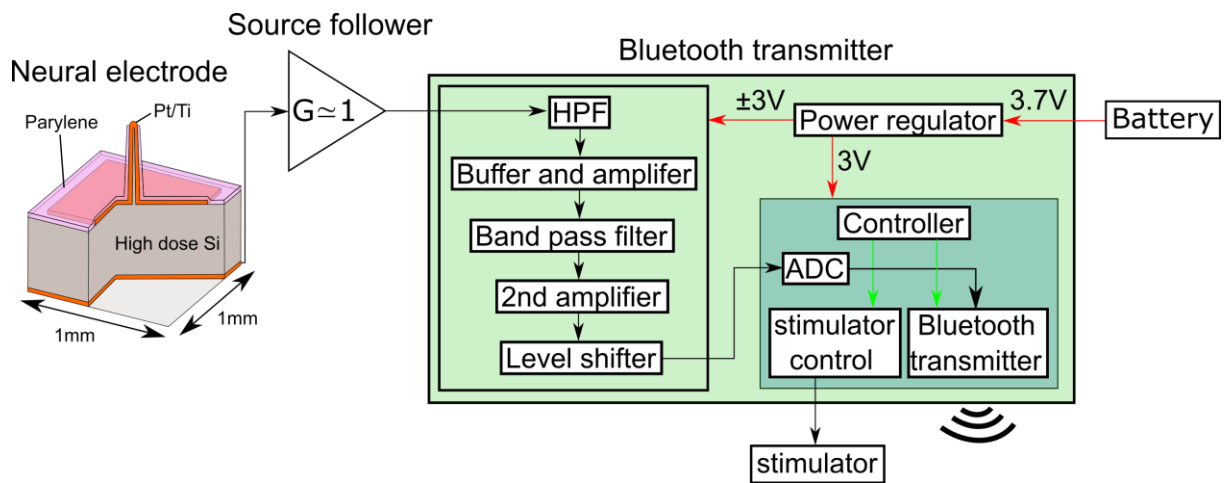 Source follower
Bluetooth transmitter
Neural electrode
Pt/Ti
Parylene
G≃1
High dose Si
1mm
1mm
HPF
Buffer and amplifer
Band pass filter
2nd amplifier
Level shifter
±3V
Power regulator
3.7V
Battery
3V
Controller
ADC
stimulator
control
Bluetooth
transmitter
stimulator